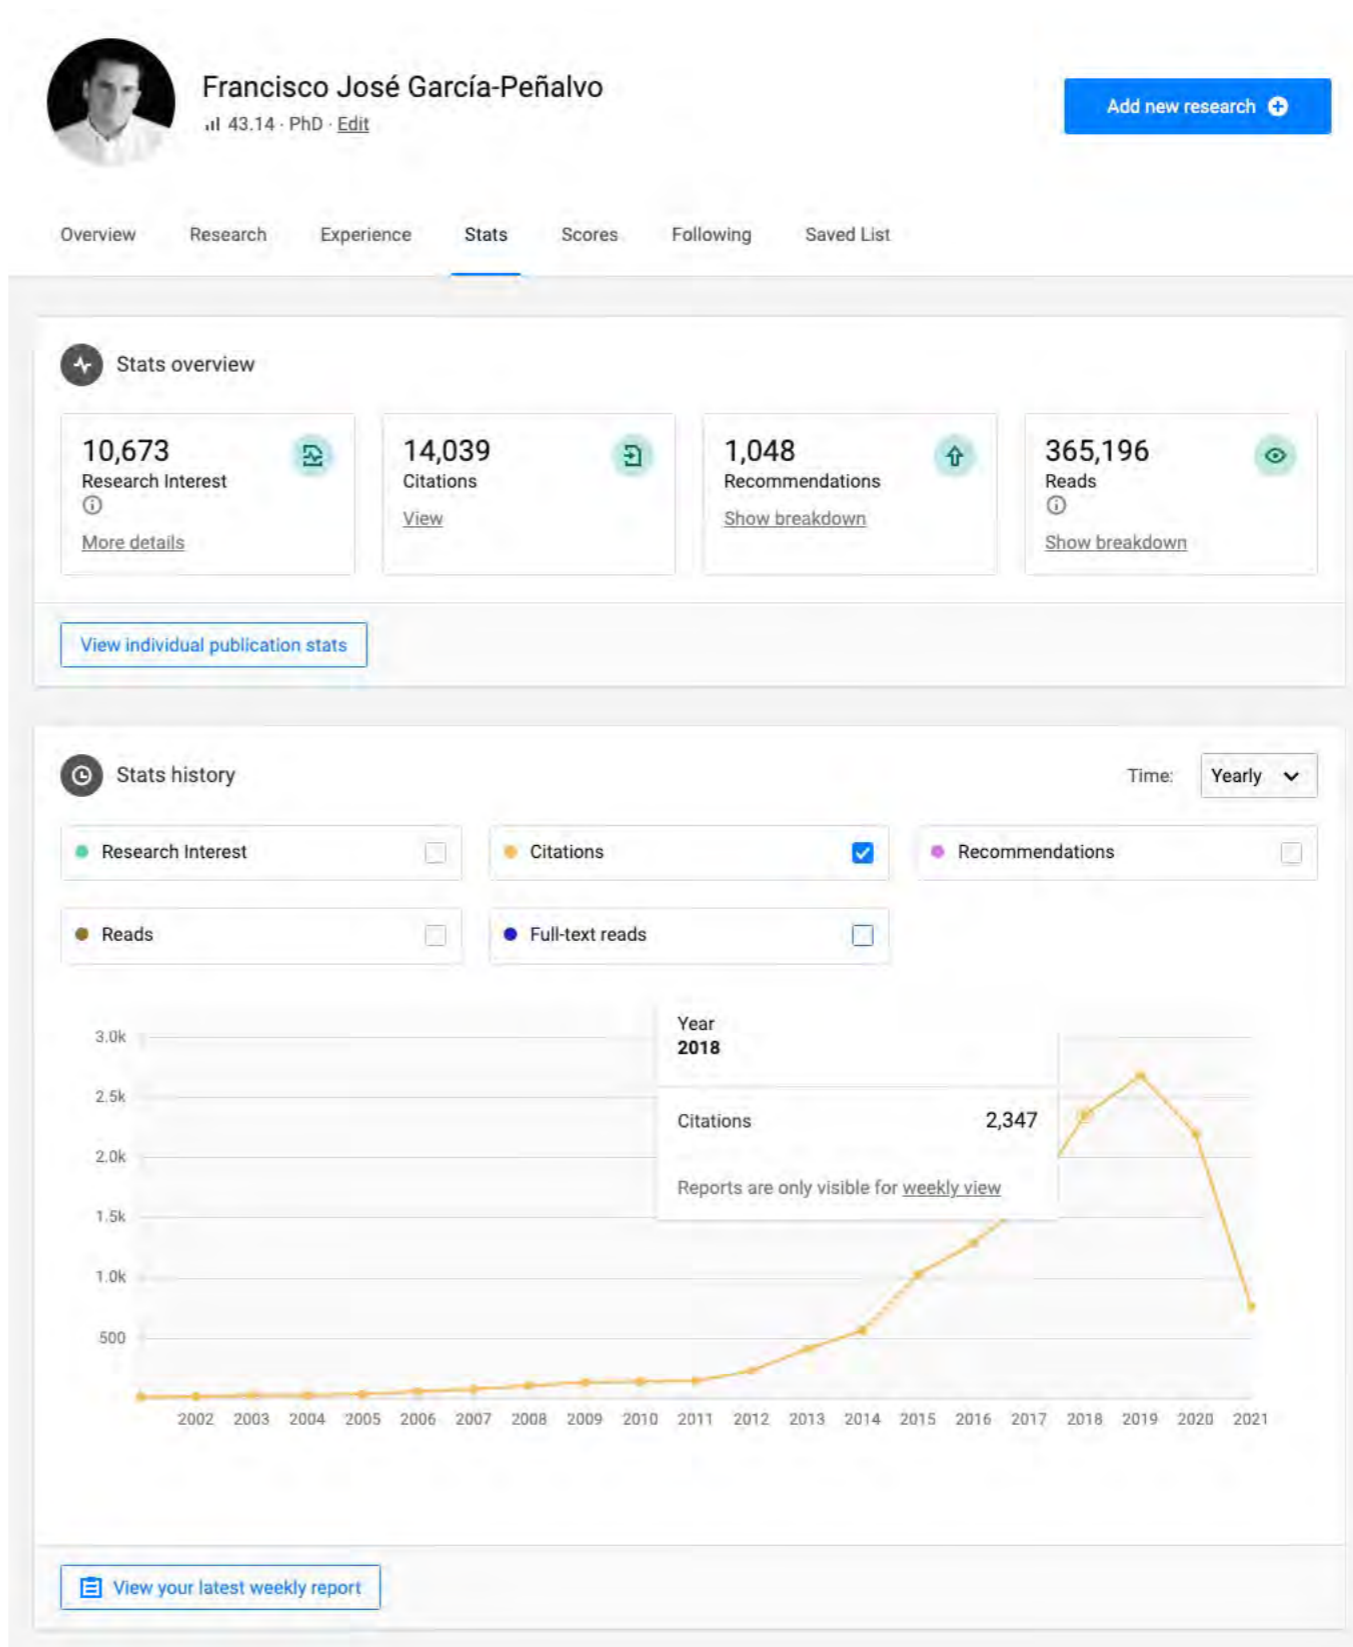 Francisco José García-Peñalvo
43.14 · PhD · Edit
Add new research
Overview Research Experience Stats Scores Following Saved List
Stats overview
10,673 14,039 1,048 365,196
Research Interest Citations Recommendations Reads
View Show breakdown
More details Show breakdown
View individual publication stats
Stats history Time: Yearly
Research Interest Citations Recommendations
Reads Full-text reads
Year
2018
Citations 2,347
Reports are only visible for weekly view
3.0k
2.5k
2.0k
1.5k
1.0k
500
2002 2003 2004 2005 2006 2007 2008 2009 2010 2011 2012 2013 2014 2015 2016 2017 2018 2019 2020 2021
View your latest weekly report